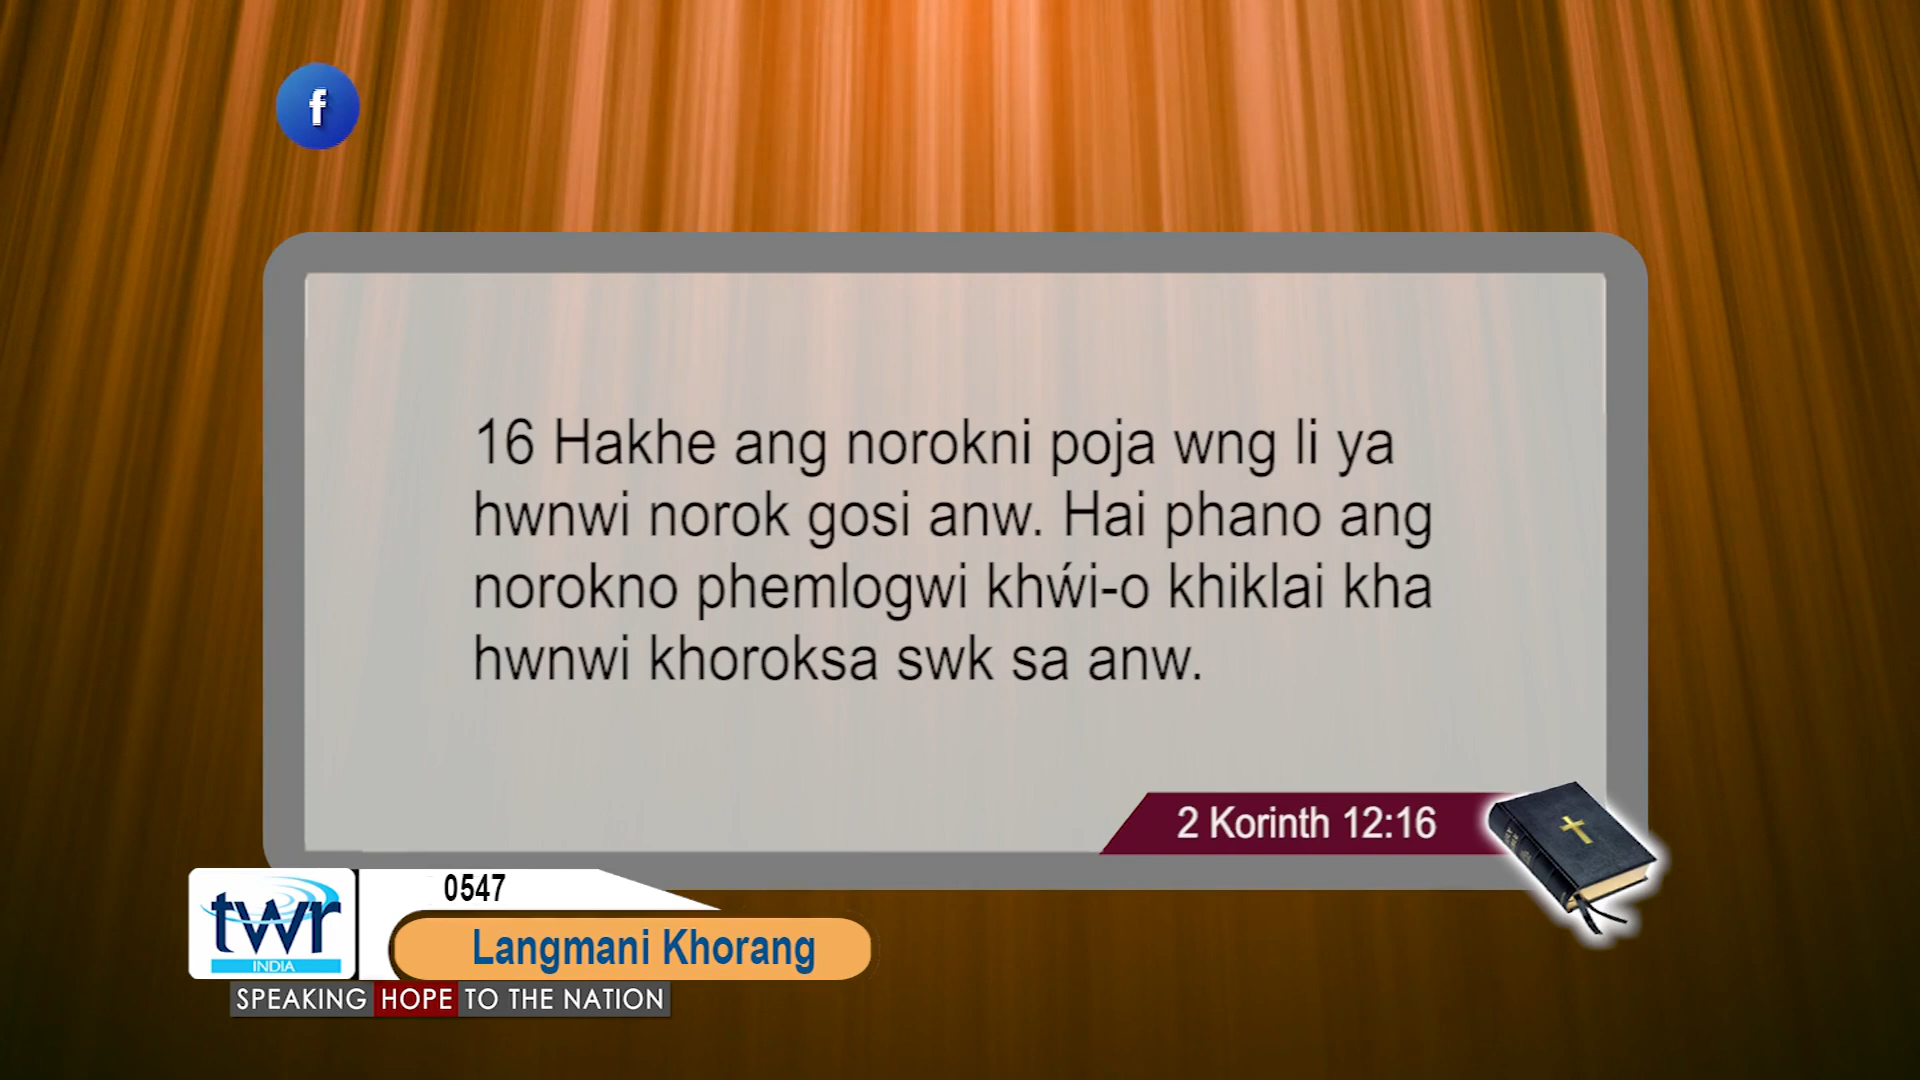 f
16 Hakhe ang norokni poja wng li ya
hwnwi norok gosi anw. Hai phano ang
norokno phemlogwi khẃi-o khiklai kha
hwnwi khoroksa swk sa anw.
2 Korinth 12:16
0547
twr
INDIA
Langmani Khorang
SPEAKING HOPE TO THE NATION